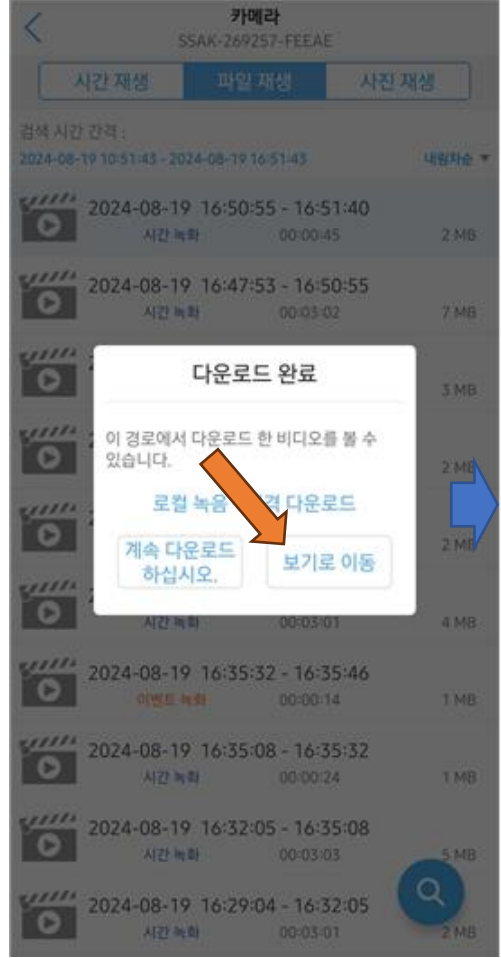 카메라
SSAK-269257-FEEAE
시간 재생 파일 재생 사진 재생
검색 시간 간격 :
2024-08-19 10:51:43 - 2024-08-19 16:51:43 내림차순
2024-08-19 16:50:55 - 16:51:40
시간 녹화 00:00:45 2 MB
2024-08-19 16:47:53 - 16:50:55
시간 녹화 00:03:02 7 MB
다운로드 완료
3 MB
이 경로에서 다운로드 한 비디오를 볼 수
있습니다.
2 MB
로컬 녹음 다운로드
2 MB
계속 다운로드
하십시오.
보기로 이동
시간 녹화 00:03:01 4 MB
2024-08-19 16:35:32 - 16:35:46
이벤트 녹화 00:00:14 1 MB
2024-08-19 16:35:08 - 16:35:32
시간 녹화 00:00:24 1 MB
2024-08-19 16:32:05 - 16:35:08
시간 녹화 00:03:03 5 MB
2024-08-19 16:29:04 - 16:32:05
시간 녹화 00:03:01 2 MB